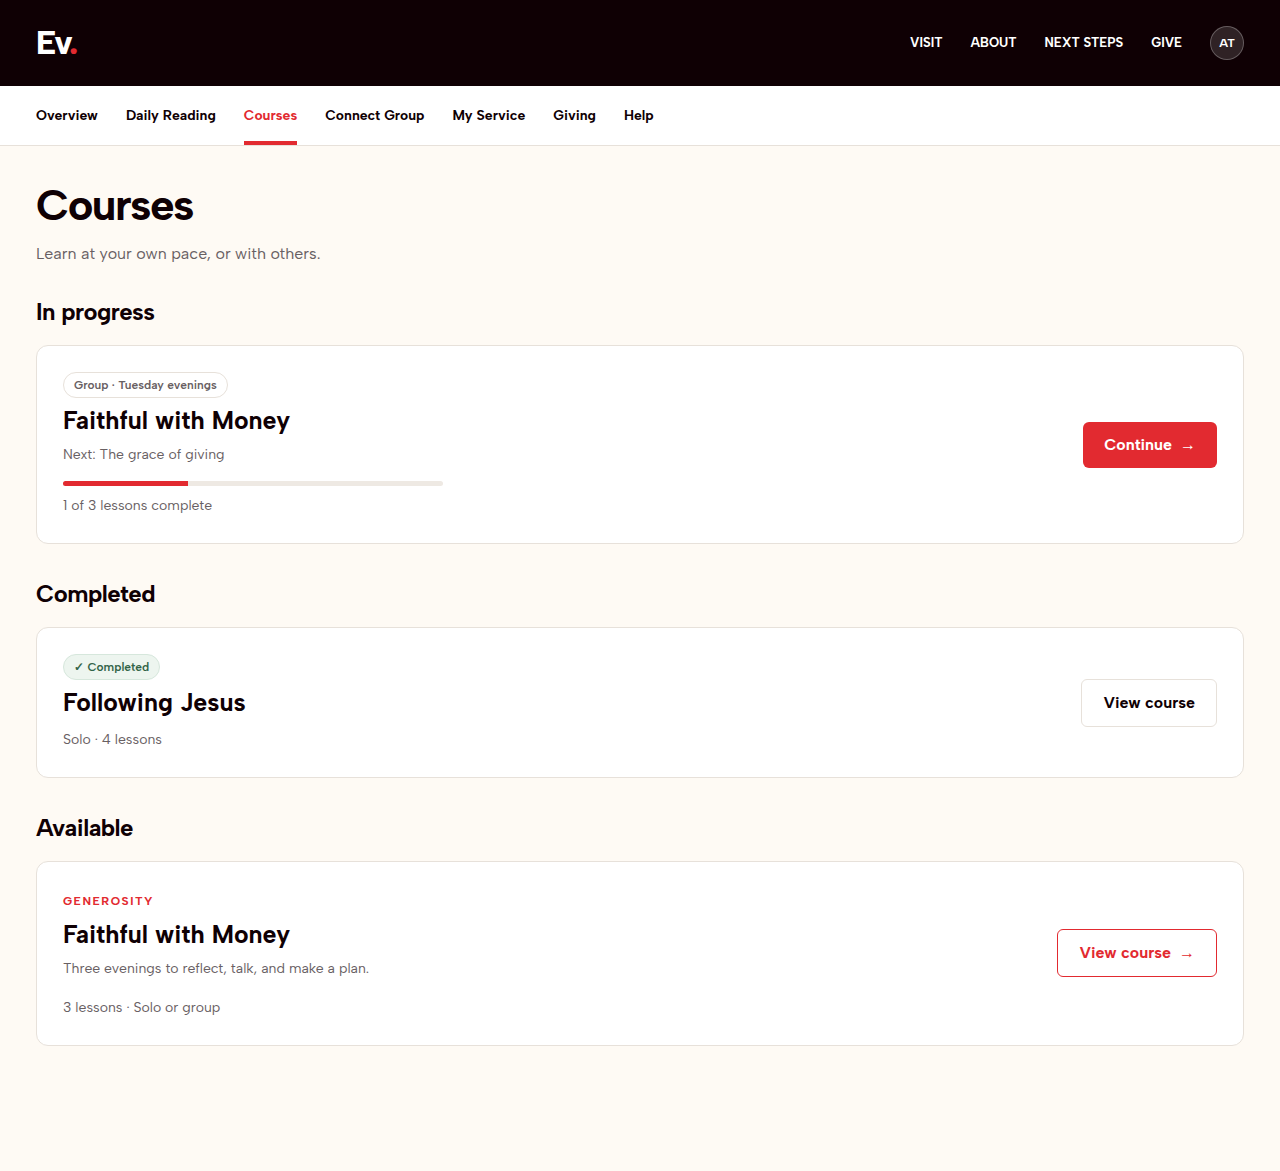 Ev.
VISIT ABOUT NEXT STEPS GIVE AT
Overview Daily Reading Courses Connect Group My Service Giving Help
Courses
Learn at your own pace, or with others.
In progress
Group · Tuesday evenings
Faithful with Money
Next: The grace of giving
1 of 3 lessons complete
Continue →
Completed
✓ Completed
Following Jesus
Solo · 4 lessons
View course
Available
GENEROSITY
Faithful with Money
Three evenings to reflect, talk, and make a plan.
3 lessons · Solo or group
View course →